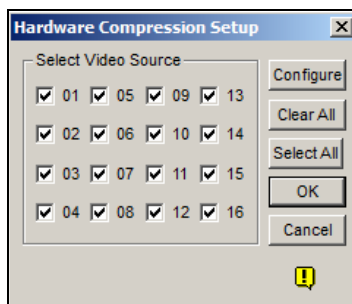 Hardware Compression Setup
Select Video Source
01 05 09 13
02 06 10 14
03 07 11 15
04 08 12 16
Configure
Clear All
Select All
OK
Cancel